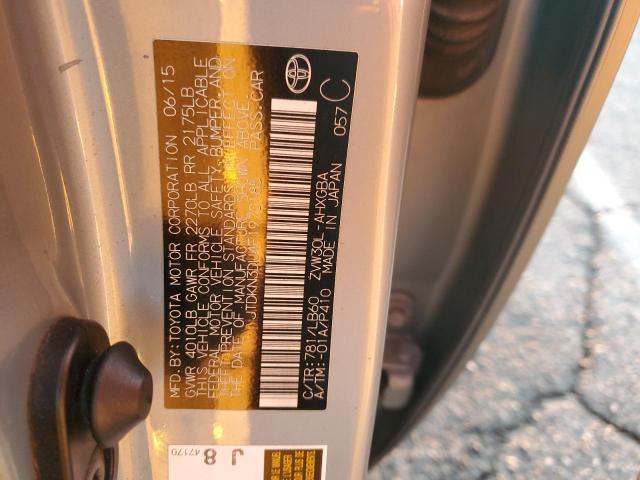 MFD. BY: TOYOTA MOTOR CORPORATION 06/15
GVWR 4010LB GAWR FR 2270LB RR 2175LB
THIS VEHICLE CONFORMS TO ALL APPLICABLE
FEDERAL MOTOR VEHICLE SAFETY, BUMPER, AND
THEFT PREVENTION STANDARDS IN EFFECT ON
THE DATE OF MANUFACTURE SHOWN ABOVE.
PASS. CAR
C/TR: 781/LB60 ZVW30L-AHXGBA
A/TM: -01A/P410 MADE IN JAPAN 057 C
J.8
47170